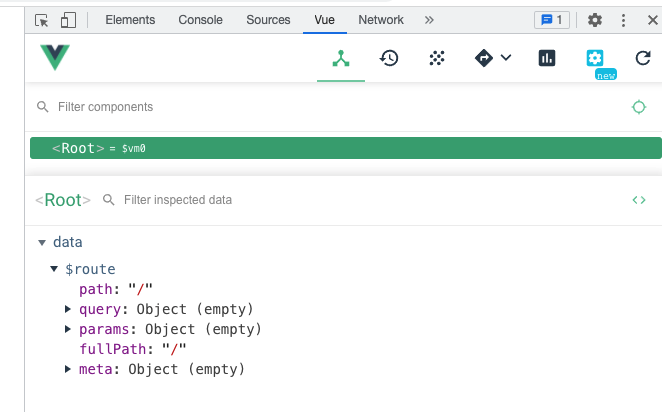 Elements Console Sources Vue Network » 1
new
Filter components
<Root> = $vm0
<Root> Filter inspected data <>
data
$route
path: "/"
query: Object (empty)
params: Object (empty)
fullPath: "/"
meta: Object (empty)